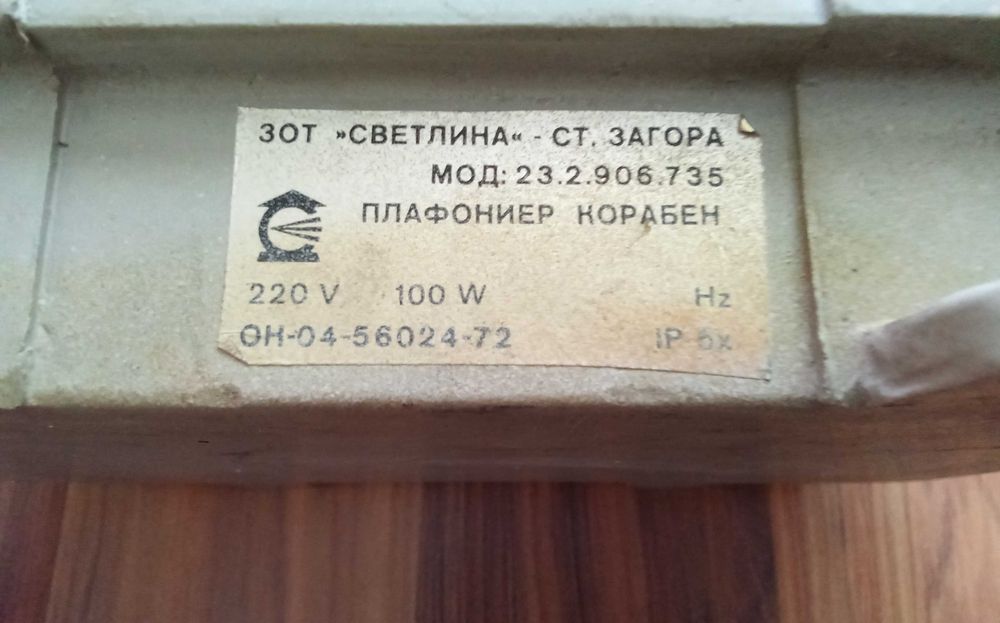 ЗОТ »СВЕТЛИНА« - СТ. ЗАГОРА
МОД: 23.2.906.735
ПЛАФОНИЕР КОРАБЕН
220 V 100 W Hz
ОН-04-56024-72 IP 5x